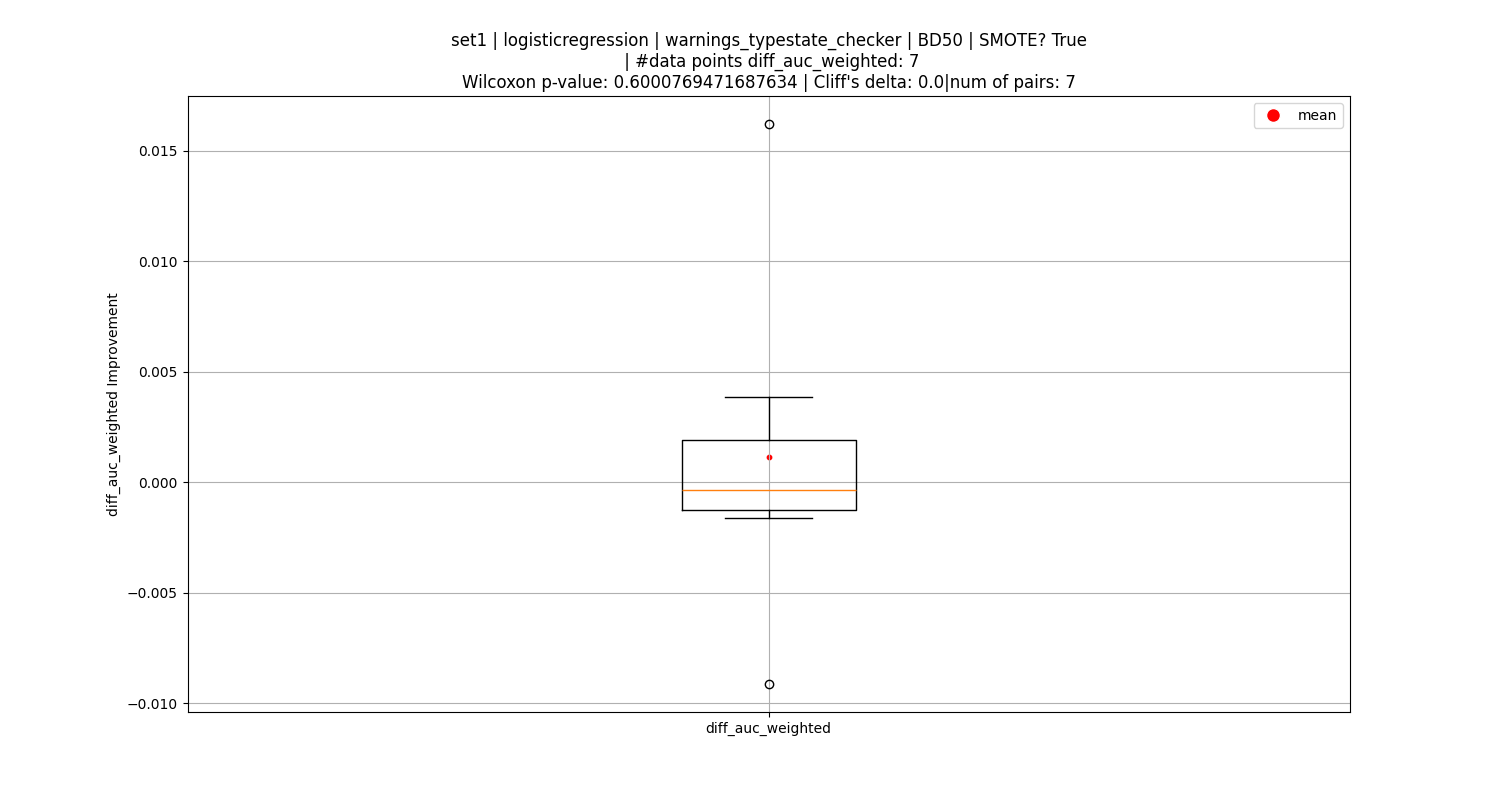 set1 | logisticregression | warnings_typestate_checker | BD50 | SMOTE? True
| #data points diff_auc_weighted: 7
Wilcoxon p-value: 0.6000769471687634 | Cliff's delta: 0.0|num of pairs: 7
mean
0.015
0.010
0.005
0.000
−0.005
−0.010
diff_auc_weighted Improvement
diff_auc_weighted